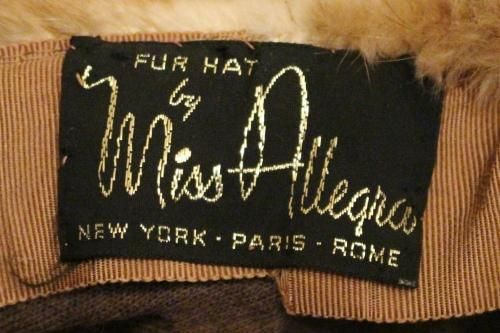 FUR HAT
by
Miss Allegra
NEW YORK - PARIS - ROME